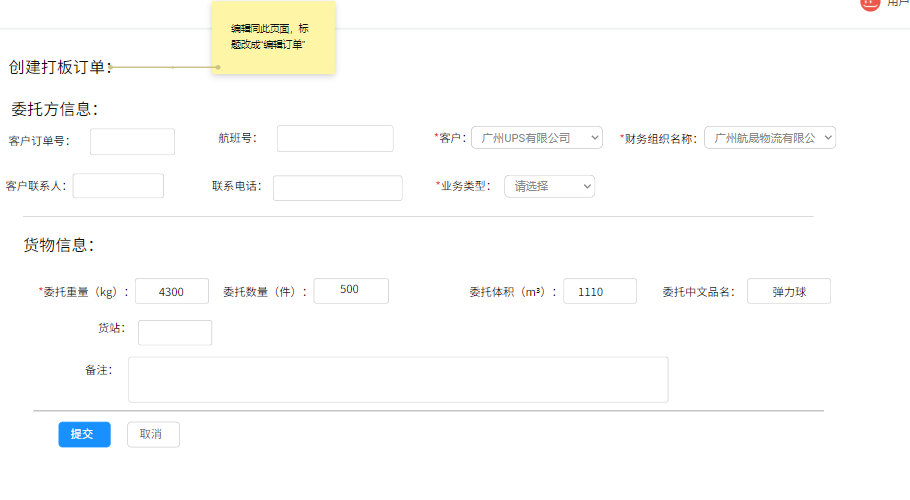 用户
编辑同此页面，标
题改成“编辑订单”
创建打板订单：
委托方信息：
客户订单号： 航班号： *客户： 广州UPS有限公司 *财务组织名称： 广州航晟物流有限公
客户联系人： 联系电话： *业务类型： 请选择
货物信息：
*委托重量（kg）： 4300 委托数量（件）： 500 委托体积（m³）： 1110 委托中文品名： 弹力球
货站：
备注：
提交 取消